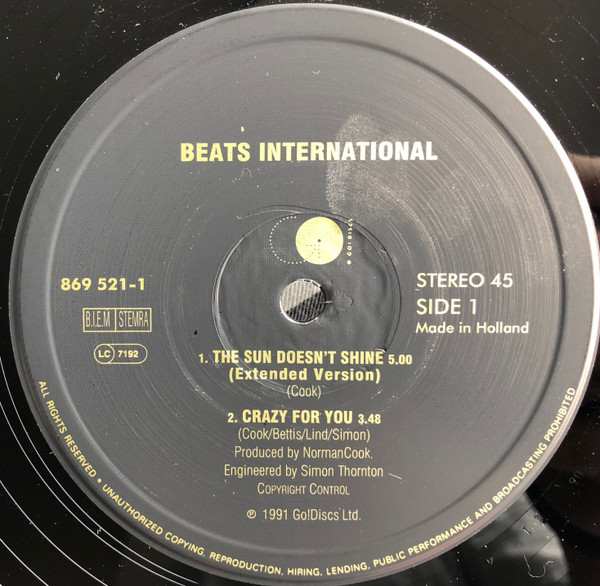 BEATS INTERNATIONAL
869 521-1
B.I.E.M STEMRA
LC 7192
STEREO 45
SIDE 1
Made in Holland
1. THE SUN DOESN'T SHINE 5.00
(Extended Version)
(Cook)
2. CRAZY FOR YOU 3.48
(Cook/Bettis/Lind/Simon)
Produced by NormanCook.
Engineered by Simon Thornton
COPYRIGHT CONTROL
℗ 1991 Go!Discs Ltd.
ALL RIGHTS RESERVED • UNAUTHORIZED COPYING, REPRODUCTION, HIRING, LENDING, PUBLIC PERFORMANCE AND BROADCASTING PROHIBITED